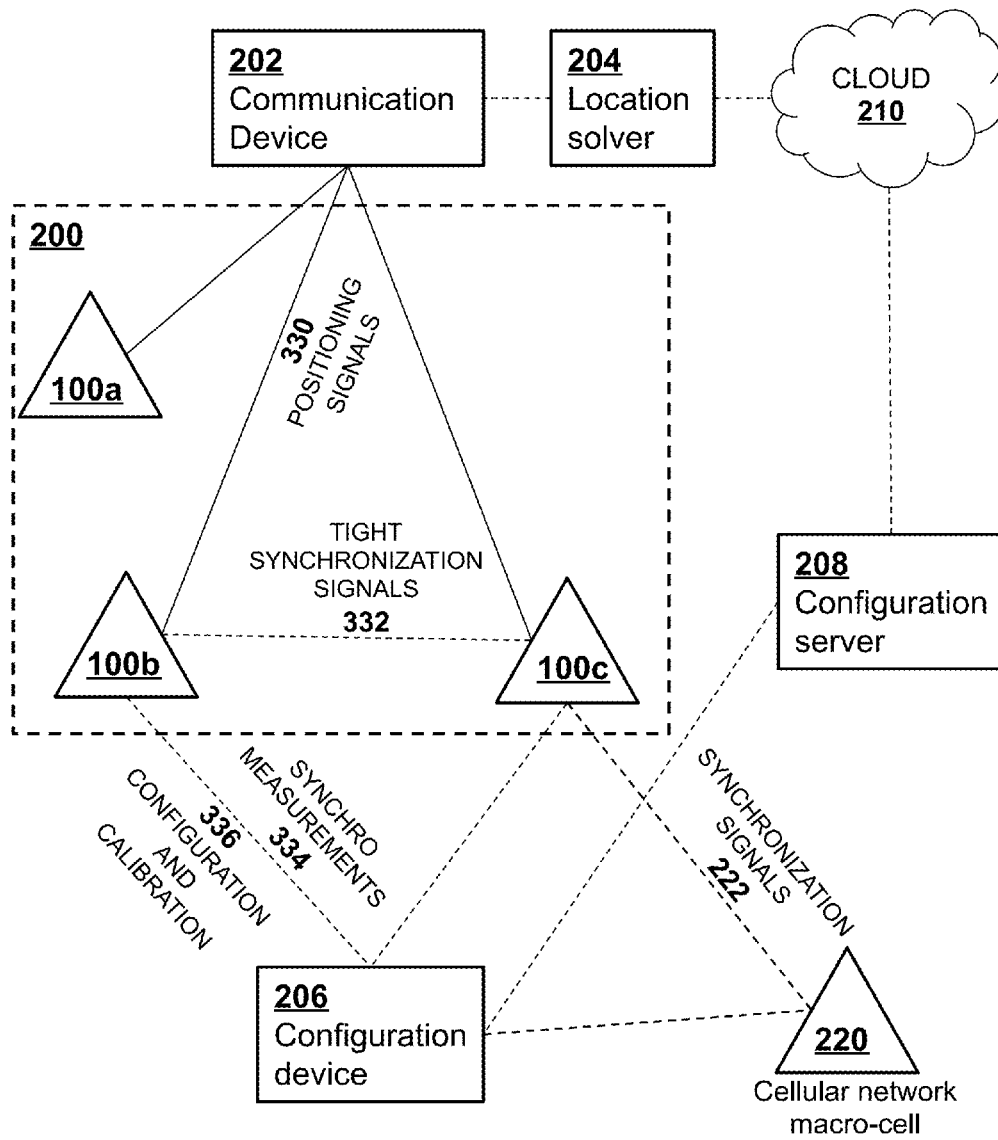 202
Communication
Device
204
Location
solver
CLOUD
210
200
100a
330
POSITIONING
SIGNALS
TIGHT
SYNCHRONIZATION
SIGNALS
332
100b
100c
208
Configuration
server
SYNCHRO
MEASUREMENTS
334
336
CONFIGURATION
AND
CALIBRATION
SYNCHRONIZATION
SIGNALS
222
206
Configuration
device
220
Cellular network
macro-cell